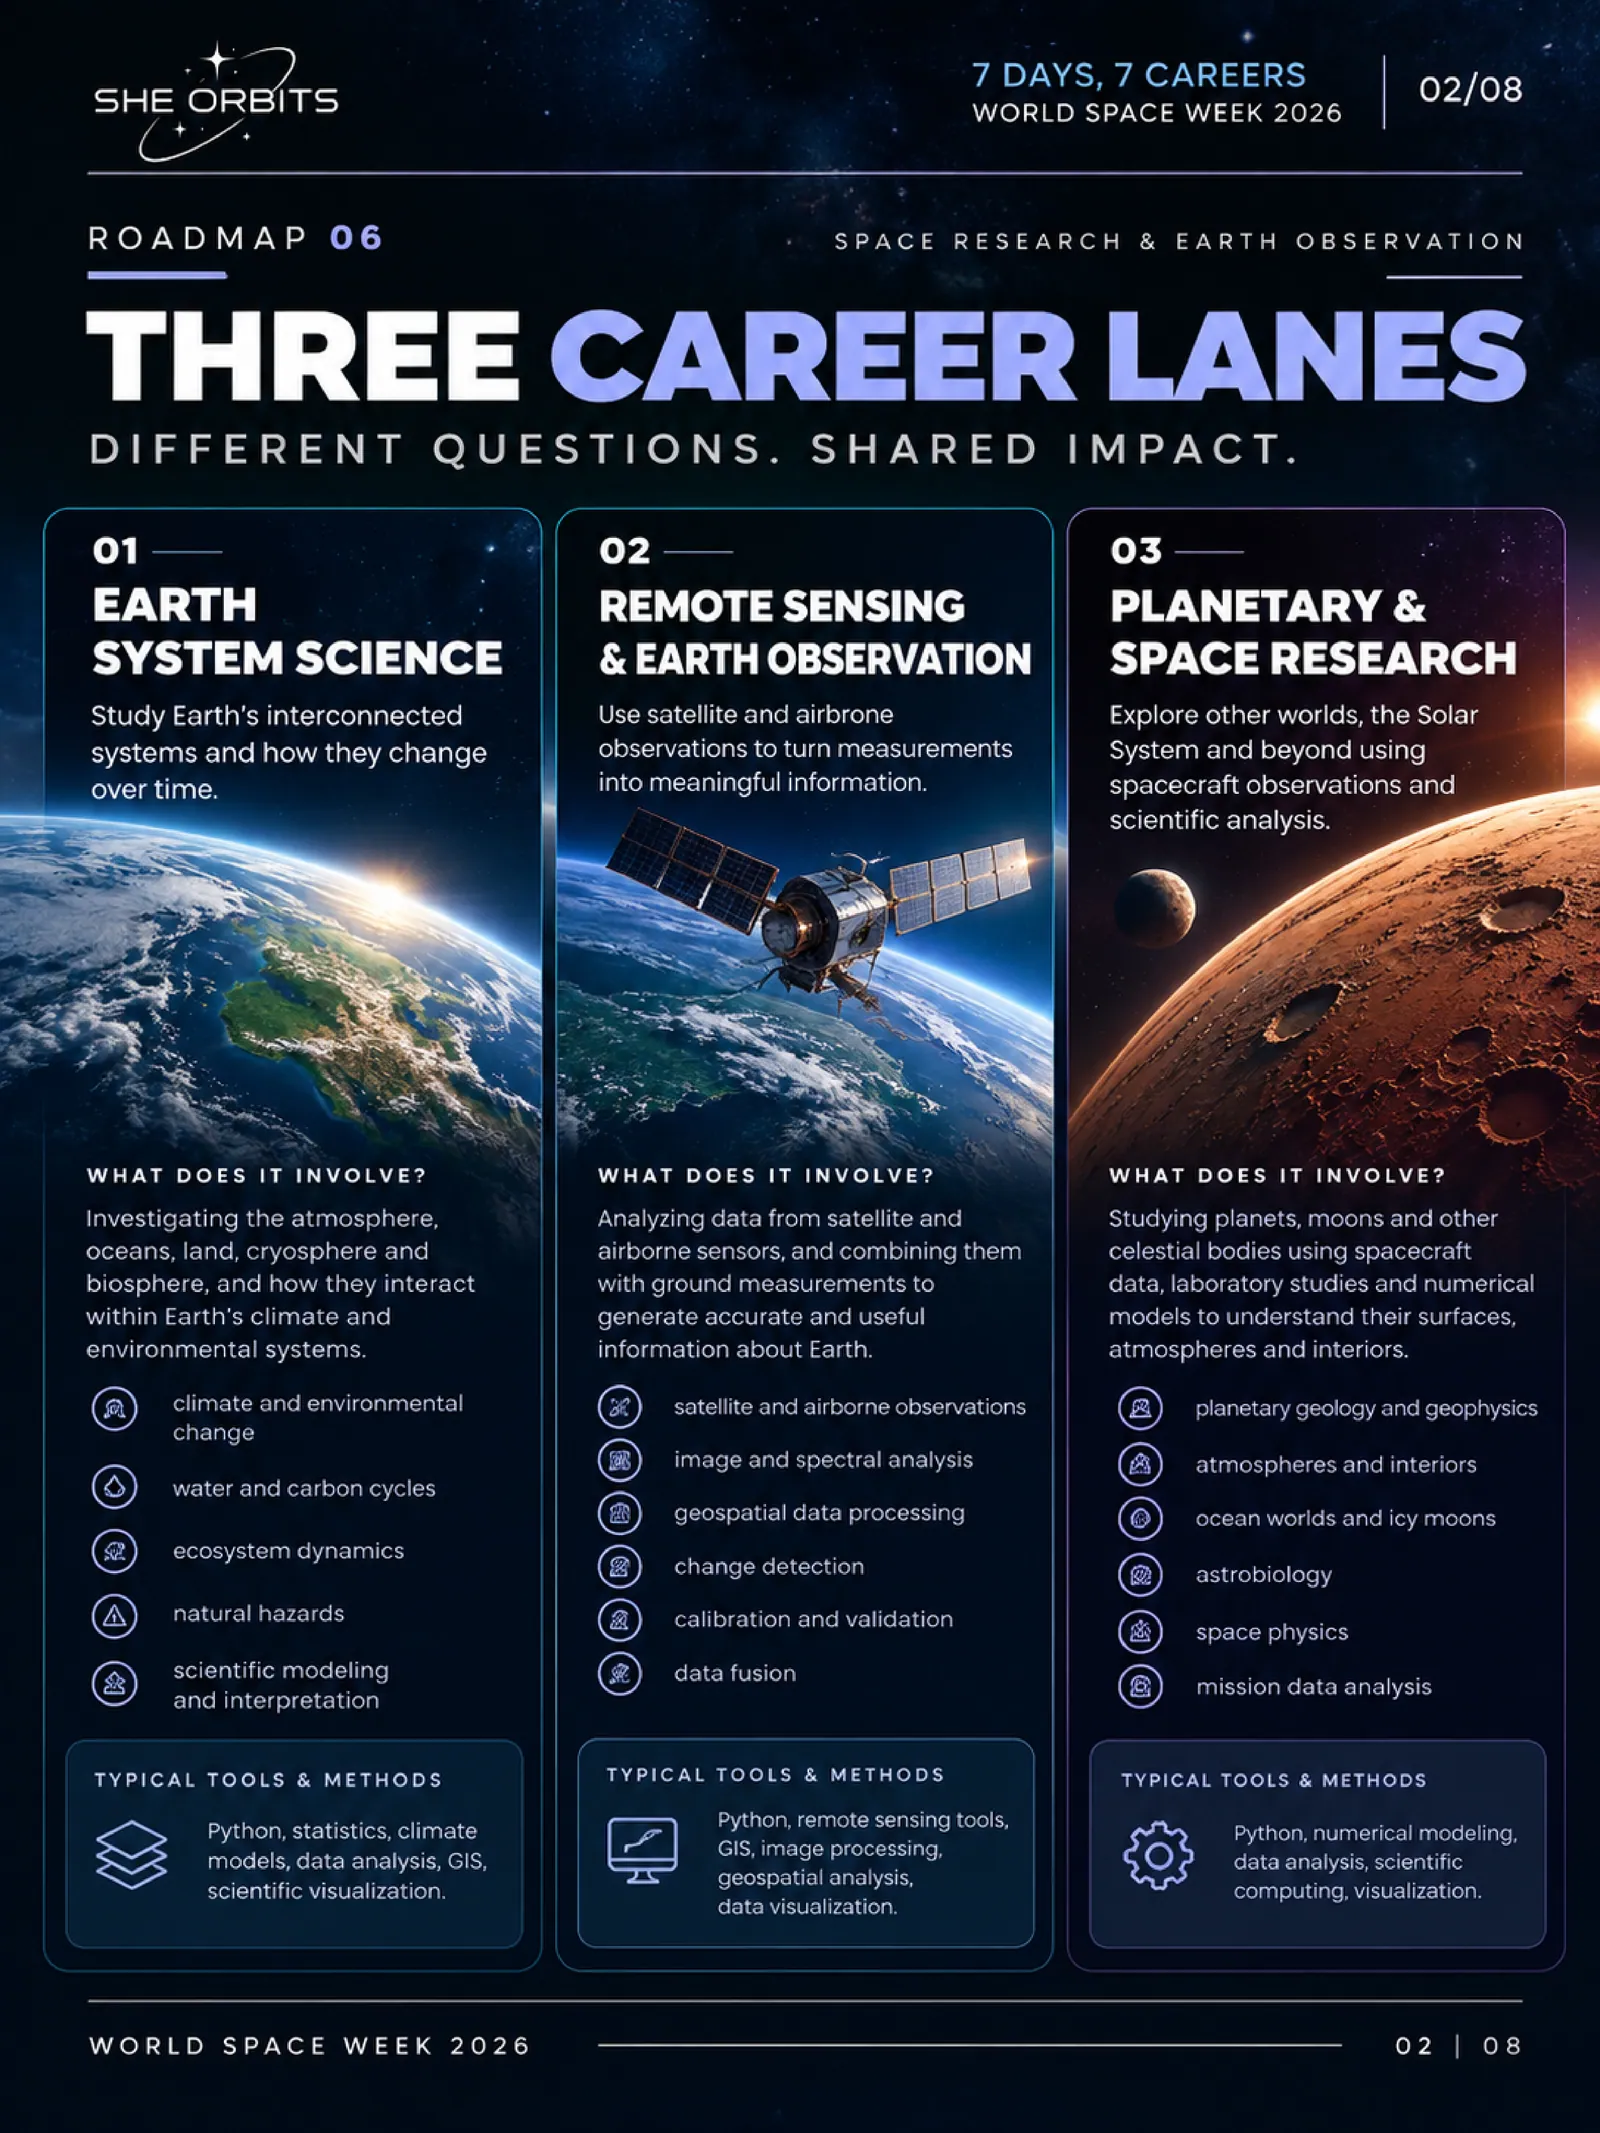 SHE ORBITS
7 DAYS, 7 CAREERS
WORLD SPACE WEEK 2026
02/08
ROADMAP 06
SPACE RESEARCH & EARTH OBSERVATION
THREE CAREER LANES
DIFFERENT QUESTIONS. SHARED IMPACT.
01
EARTH
SYSTEM SCIENCE
Study Earth's interconnected
systems and how they change
over time.
WHAT DOES IT INVOLVE?
Investigating the atmosphere,
oceans, land, cryosphere and
biosphere, and how they interact
within Earth's climate and
environmental systems.
climate and environmental
change
water and carbon cycles
ecosystem dynamics
natural hazards
scientific modeling
and interpretation
TYPICAL TOOLS & METHODS
Python, statistics, climate
models, data analysis, GIS,
scientific visualization.
02
REMOTE SENSING
& EARTH OBSERVATION
Use satellite and airbrone
observations to turn measurements
into meaningful information.
WHAT DOES IT INVOLVE?
Analyzing data from satellite and
airborne sensors, and combining them
with ground measurements to
generate accurate and useful
information about Earth.
satellite and airborne observations
image and spectral analysis
geospatial data processing
change detection
calibration and validation
data fusion
TYPICAL TOOLS & METHODS
Python, remote sensing tools,
GIS, image processing,
geospatial analysis,
data visualization.
03
PLANETARY &
SPACE RESEARCH
Explore other worlds, the Solar
System and beyond using
spacecraft observations and
scientific analysis.
WHAT DOES IT INVOLVE?
Studying planets, moons and other
celestial bodies using spacecraft
data, laboratory studies and numerical
models to understand their surfaces,
atmospheres and interiors.
planetary geology and geophysics
atmospheres and interiors
ocean worlds and icy moons
astrobiology
space physics
mission data analysis
TYPICAL TOOLS & METHODS
Python, numerical modeling,
data analysis, scientific
computing, visualization.
WORLD SPACE WEEK 2026
02 | 08